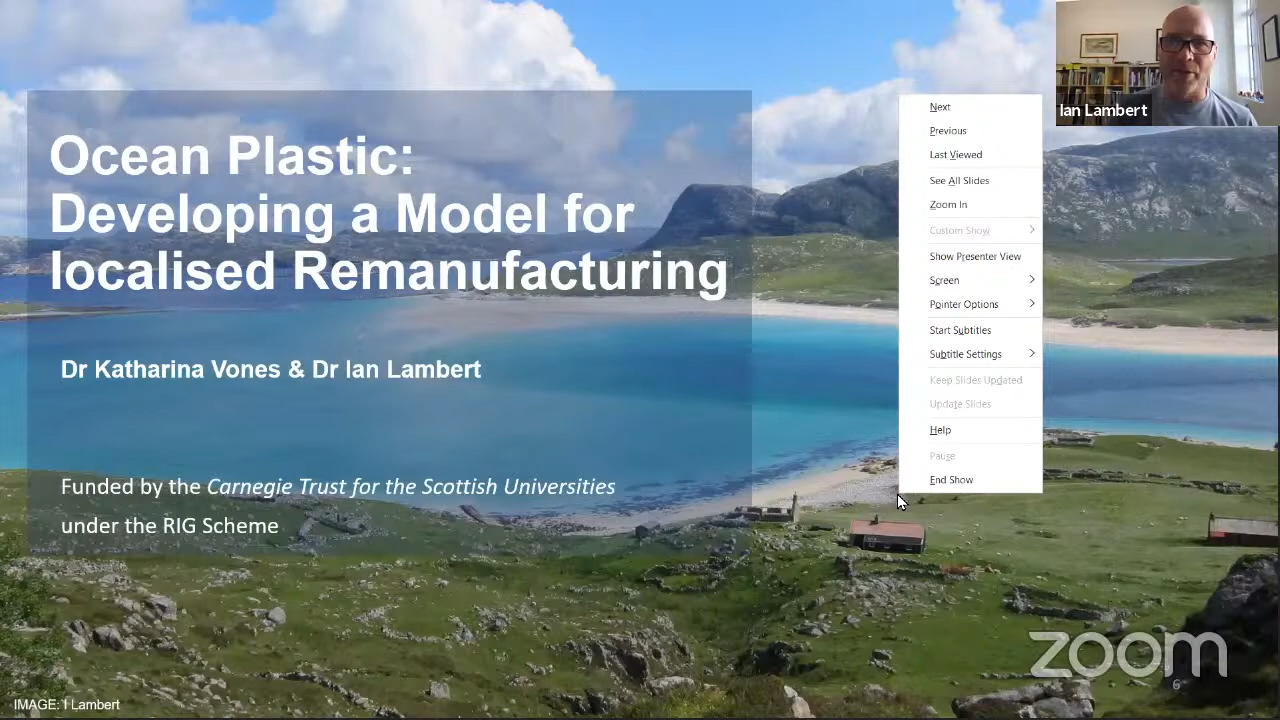 Ocean Plastic:
Developing a Model for
localised Remanufacturing
Dr Katharina Vones & Dr Ian Lambert
Funded by the Carnegie Trust for the Scottish Universities
under the RIG Scheme
IMAGE: I Lambert
Next
Previous
Last Viewed
See All Slides
Zoom In
Custom Show
Show Presenter View
Screen
Pointer Options
Start Subtitles
Subtitle Settings
Keep Slides Updated
Update Slides
Help
Pause
End Show
Ian Lambert
zoom
6